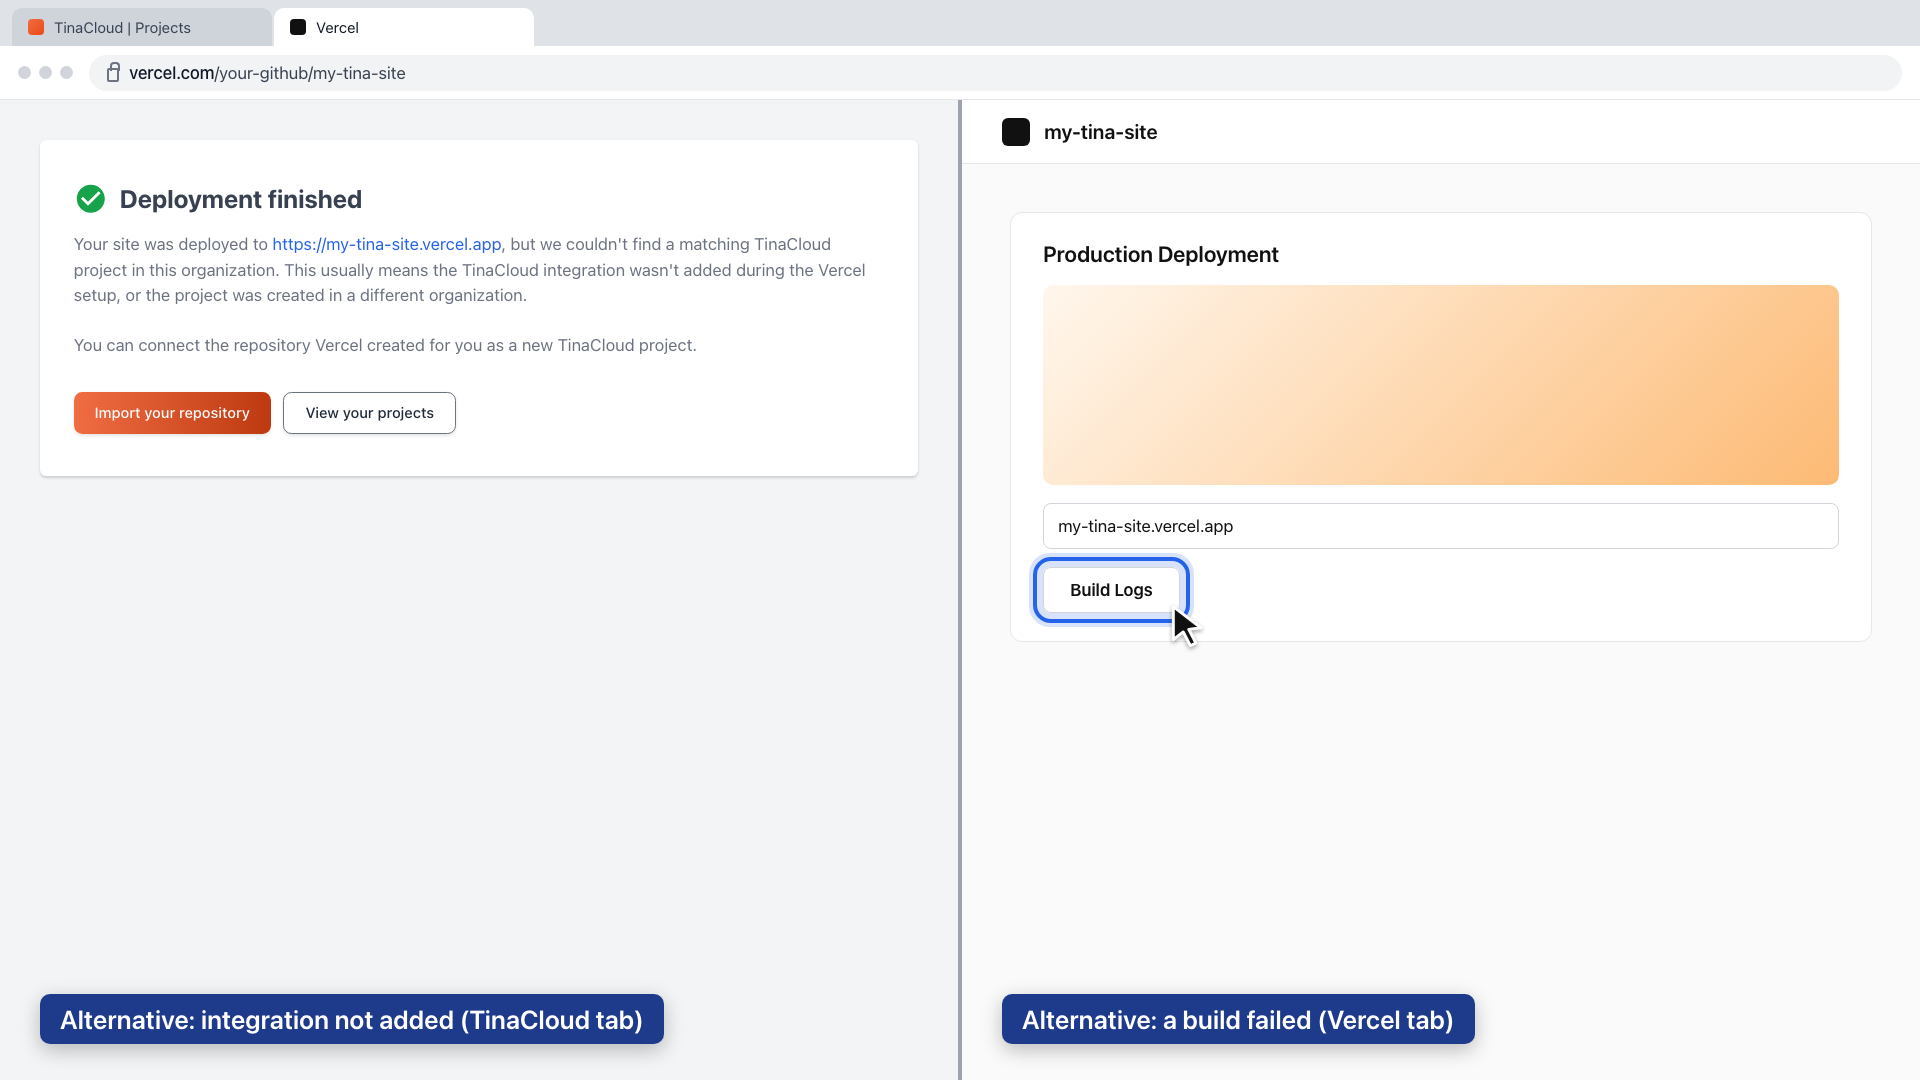 TinaCloud | Projects
Vercel
vercel.com/your-github/my-tina-site
Deployment finished
Your site was deployed to https://my-tina-site.vercel.app, but we couldn't find a matching TinaCloud
project in this organization. This usually means the TinaCloud integration wasn't added during the Vercel
setup, or the project was created in a different organization.
You can connect the repository Vercel created for you as a new TinaCloud project.
Import your repository
View your projects
Alternative: integration not added (TinaCloud tab)
my-tina-site
Production Deployment
my-tina-site.vercel.app
Build Logs
Alternative: a build failed (Vercel tab)